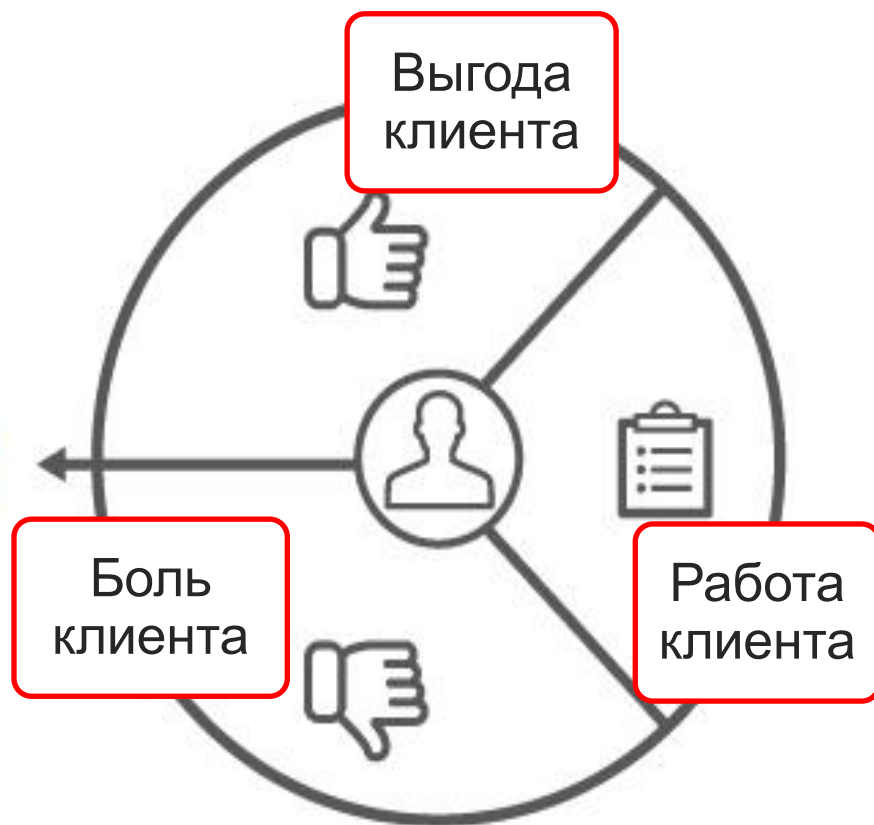 Выгода
клиента
Боль
клиента
Работа
клиента